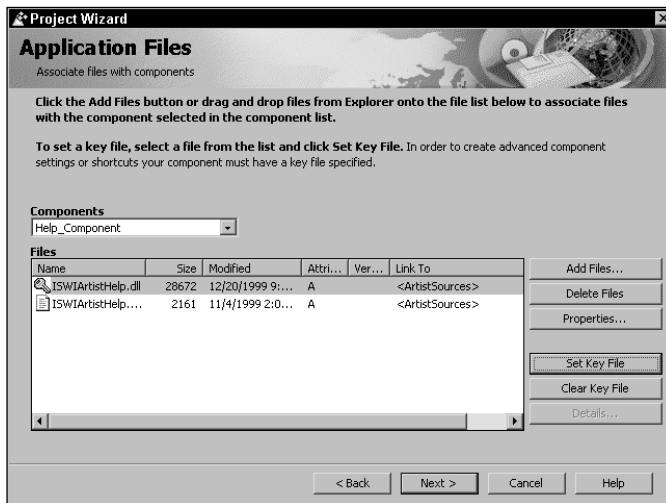 Project Wizard
Application Files
Associate files with components
Click the Add Files button or drag and drop files from Explorer onto the file list below to associate files
with the component selected in the component list.
To set a key file, select a file from the list and click Set Key File. In order to create advanced component
settings or shortcuts your component must have a key file specified.
Components
Help_Component
Files
Name Size Modified Attri... Ver... Link To
ISWIArtistHelp.dll 28672 12/20/1999 9:... A <ArtistSources>
ISWIArtistHelp.... 2161 11/4/1999 2:0... A <ArtistSources>
Add Files...
Delete Files
Properties...
Set Key File
Clear Key File
Details...
< Back Next > Cancel Help